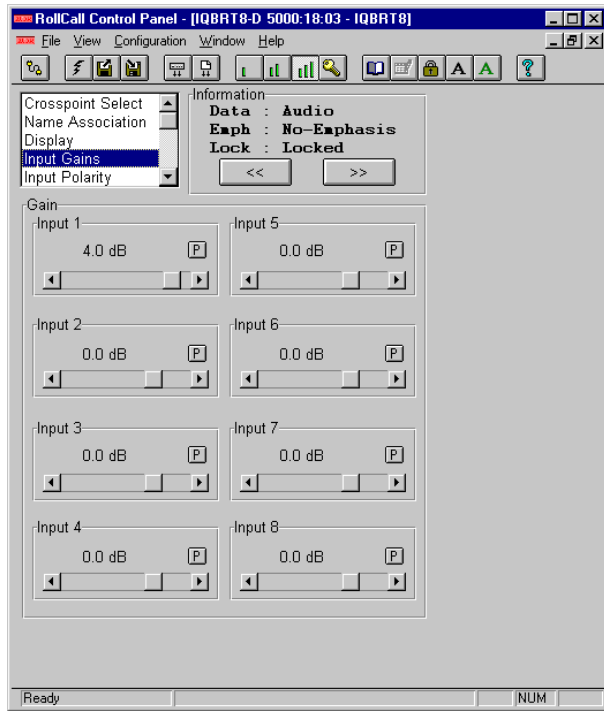 RollCall Control Panel - [IQBRT8-D 5000:18:03 - IQBRT8]
File View Configuration Window Help
A A ?
Crosspoint Select
Name Association
Display
Input Gains
Input Polarity
Information
Data : Audio
Emph : No-Emphasis
Lock : Locked
<< >>
Gain
Input 1
4.0 dB P
Input 5
0.0 dB P
Input 2
0.0 dB P
Input 6
0.0 dB P
Input 3
0.0 dB P
Input 7
0.0 dB P
Input 4
0.0 dB P
Input 8
0.0 dB P
Ready NUM